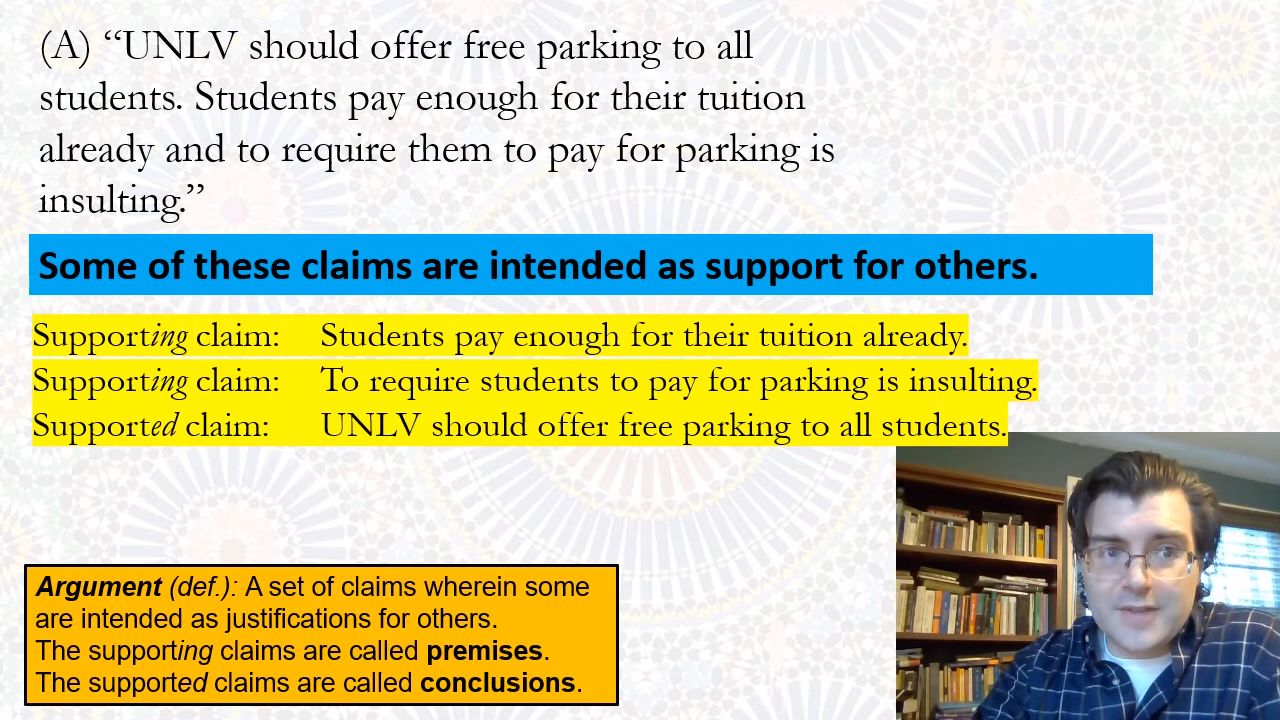 (A) “UNLV should offer free parking to all
students. Students pay enough for their tuition
already and to require them to pay for parking is
insulting.”
Some of these claims are intended as support for others.
Supporting claim: Students pay enough for their tuition already.
Supporting claim: To require students to pay for parking is insulting.
Supported claim: UNLV should offer free parking to all students.
Argument (def.): A set of claims wherein some
are intended as justifications for others.
The supporting claims are called premises.
The supported claims are called conclusions.